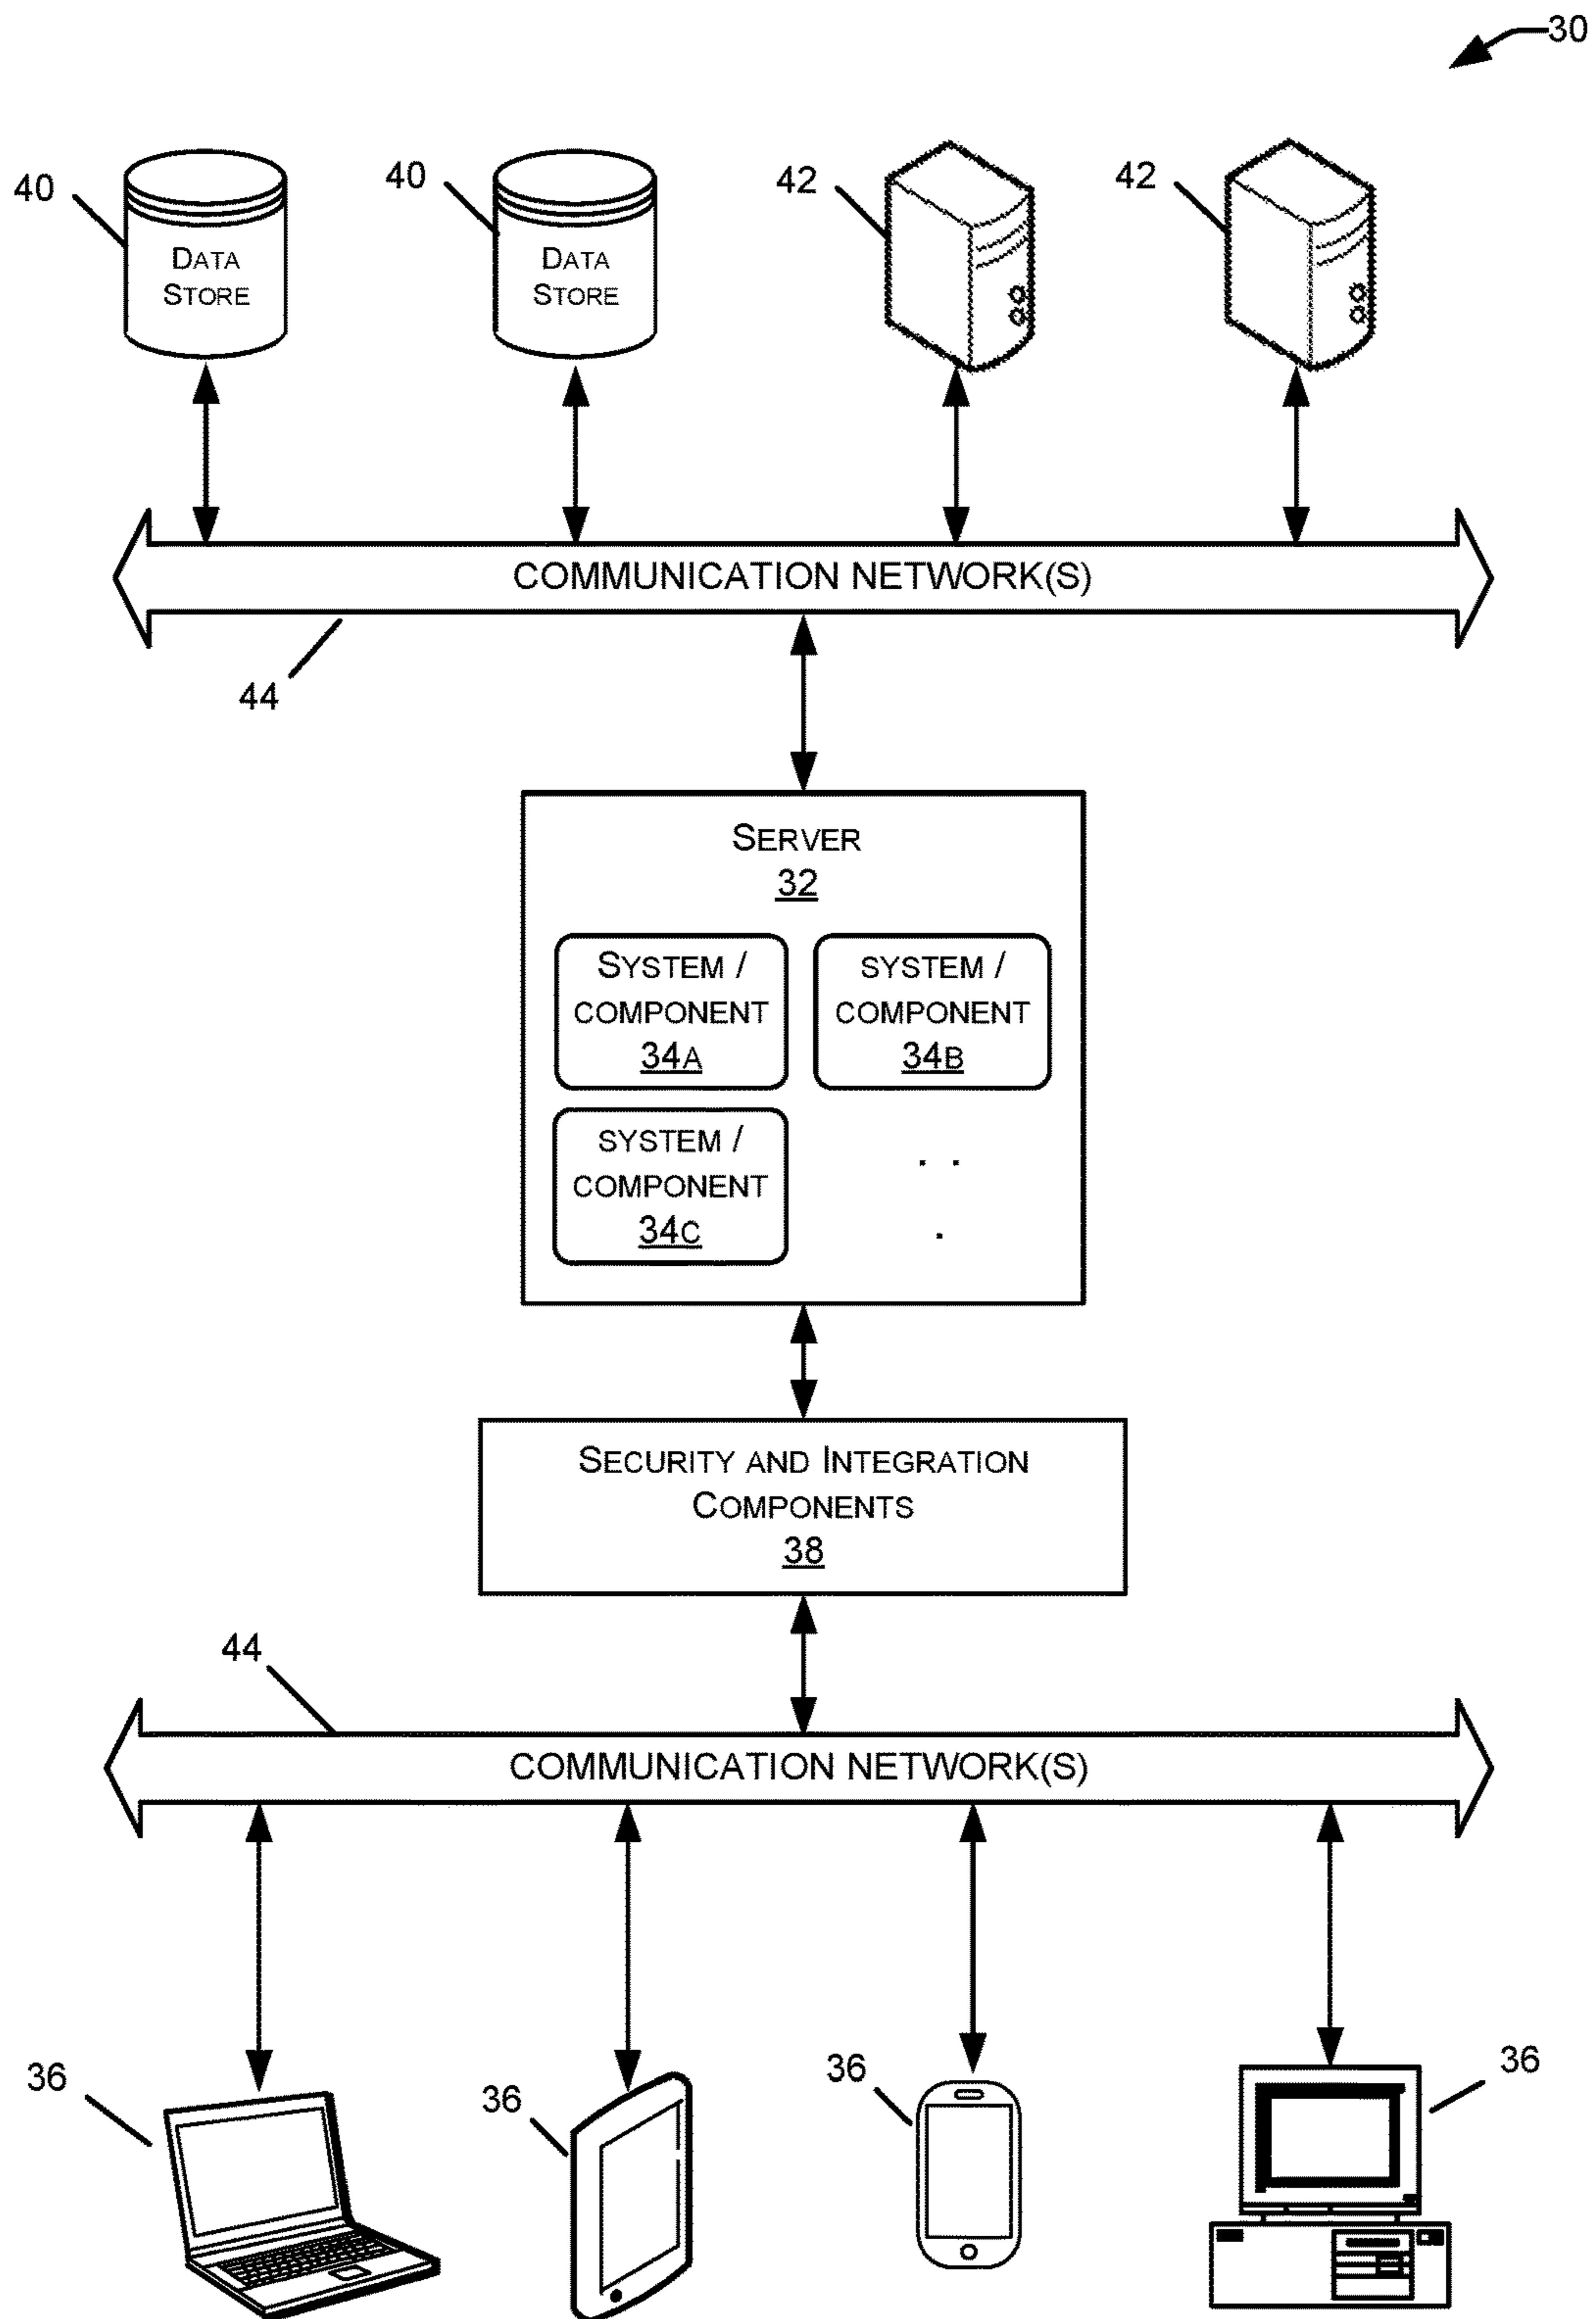 30
40
40
42
42
DATA
STORE
DATA
STORE
COMMUNICATION NETWORK(S)
44
SERVER
32
SYSTEM /
COMPONENT
34A
SYSTEM /
COMPONENT
34B
SYSTEM /
COMPONENT
34C
. .
.
SECURITY AND INTEGRATION
COMPONENTS
38
44
COMMUNICATION NETWORK(S)
36
36
36
36